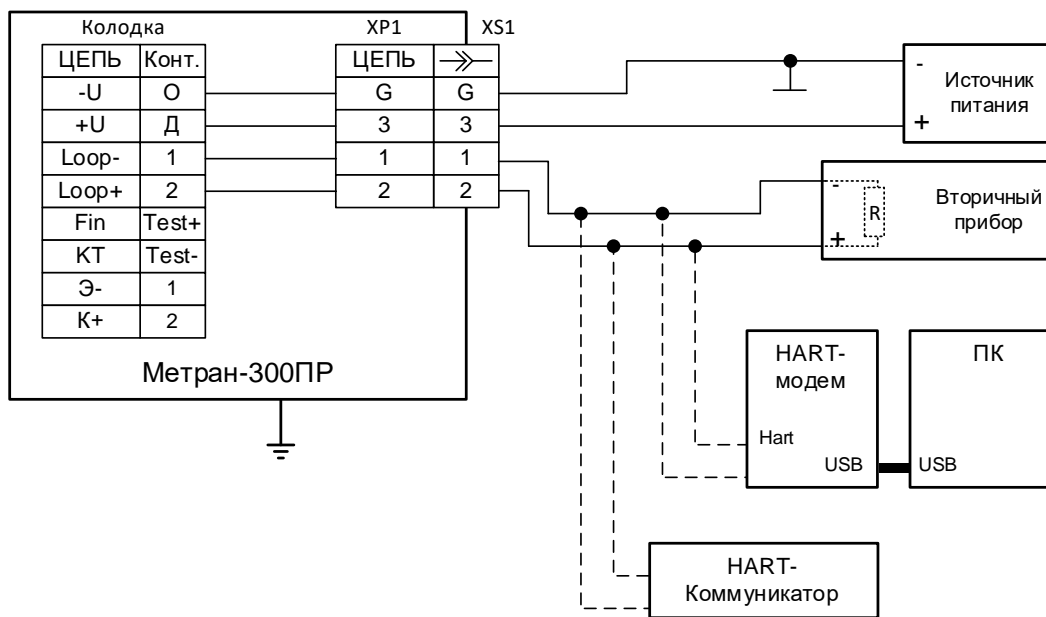 Колодка
ЦЕПЬ Конт.
-U О
+U Д
Loop- 1
Loop+ 2
Fin Test+
КТ Test-
Э- 1
К+ 2
XP1 XS1
ЦЕПЬ
G G
3 3
1 1
2 2
Метран-300ПР
-
+
Источник
питания
-
+
R
Вторичный
прибор
HART-
модем
Hart
USB
ПК
USB
HART-
Коммуникатор